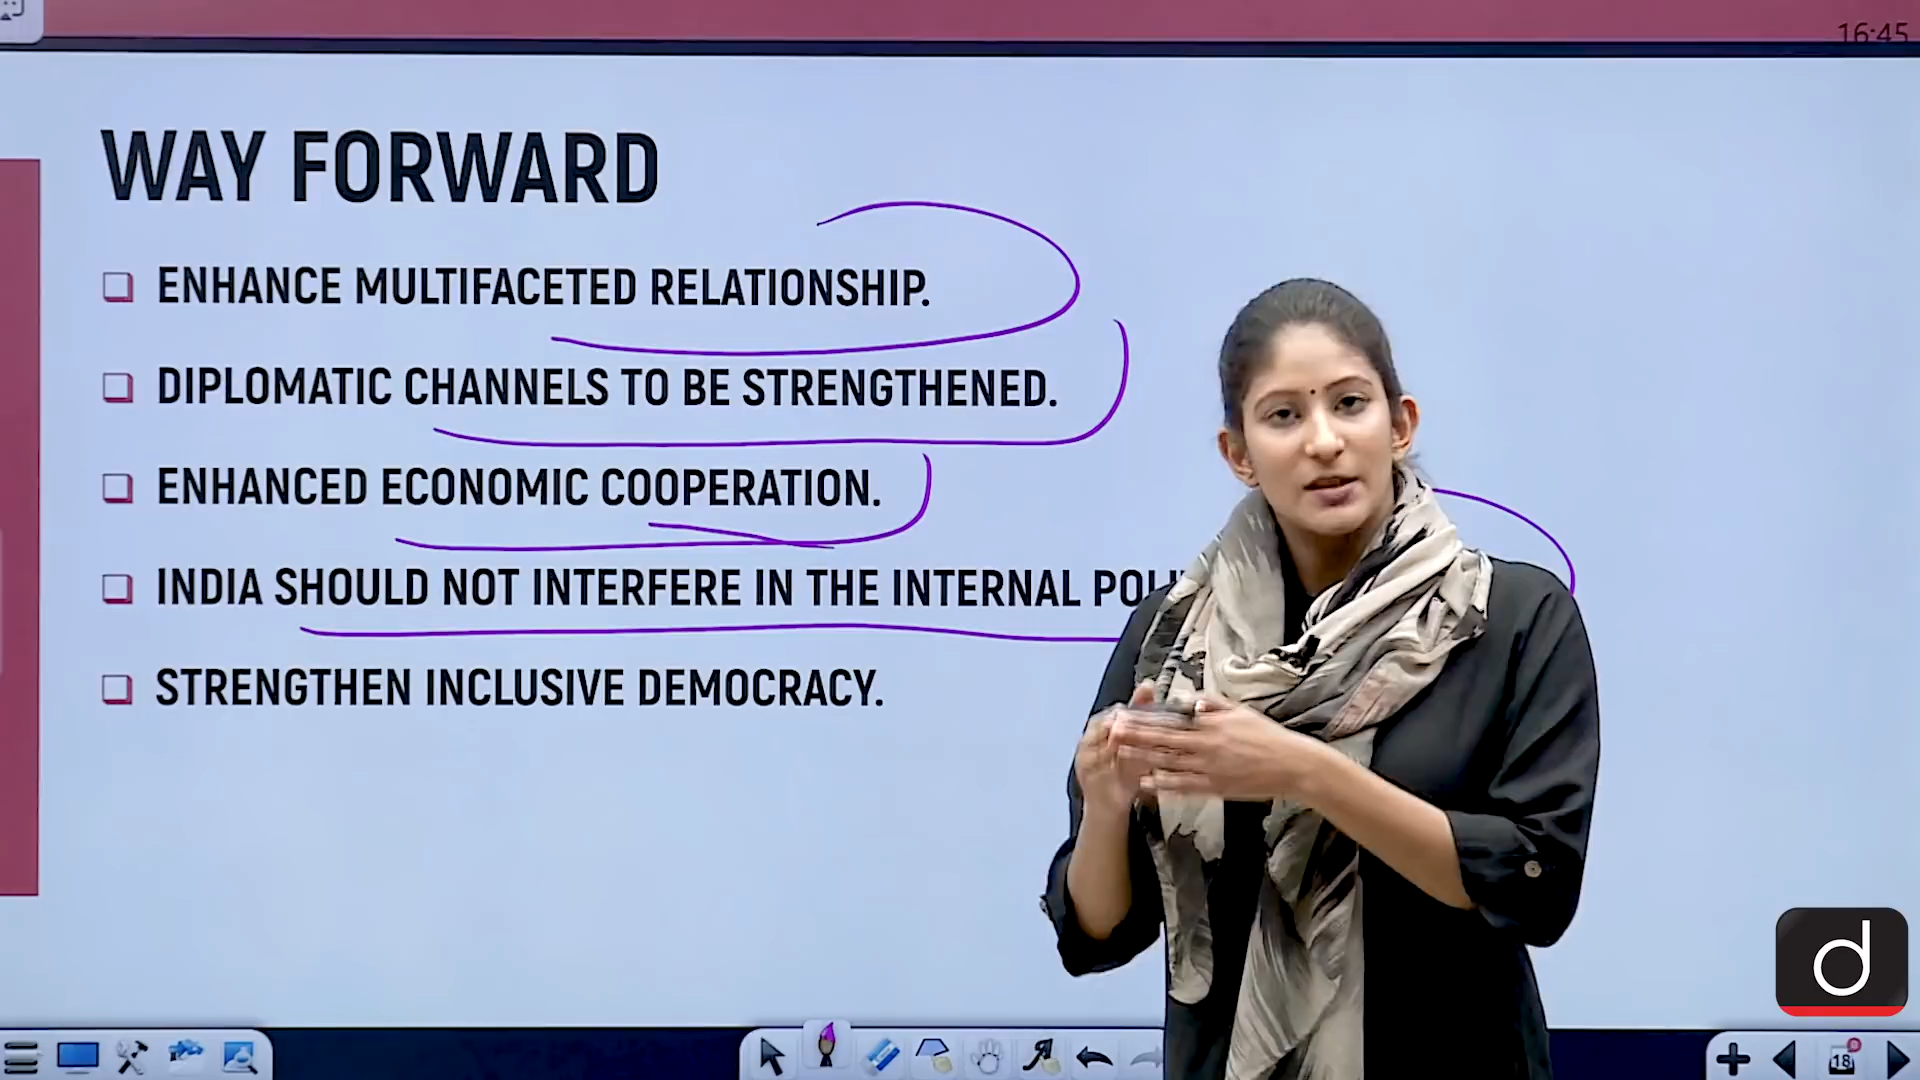 16:45
WAY FORWARD
ENHANCE MULTIFACETED RELATIONSHIP.
DIPLOMATIC CHANNELS TO BE STRENGTHENED.
ENHANCED ECONOMIC COOPERATION.
INDIA SHOULD NOT INTERFERE IN THE INTERNAL
STRENGTHEN INCLUSIVE DEMOCRACY.
d
18